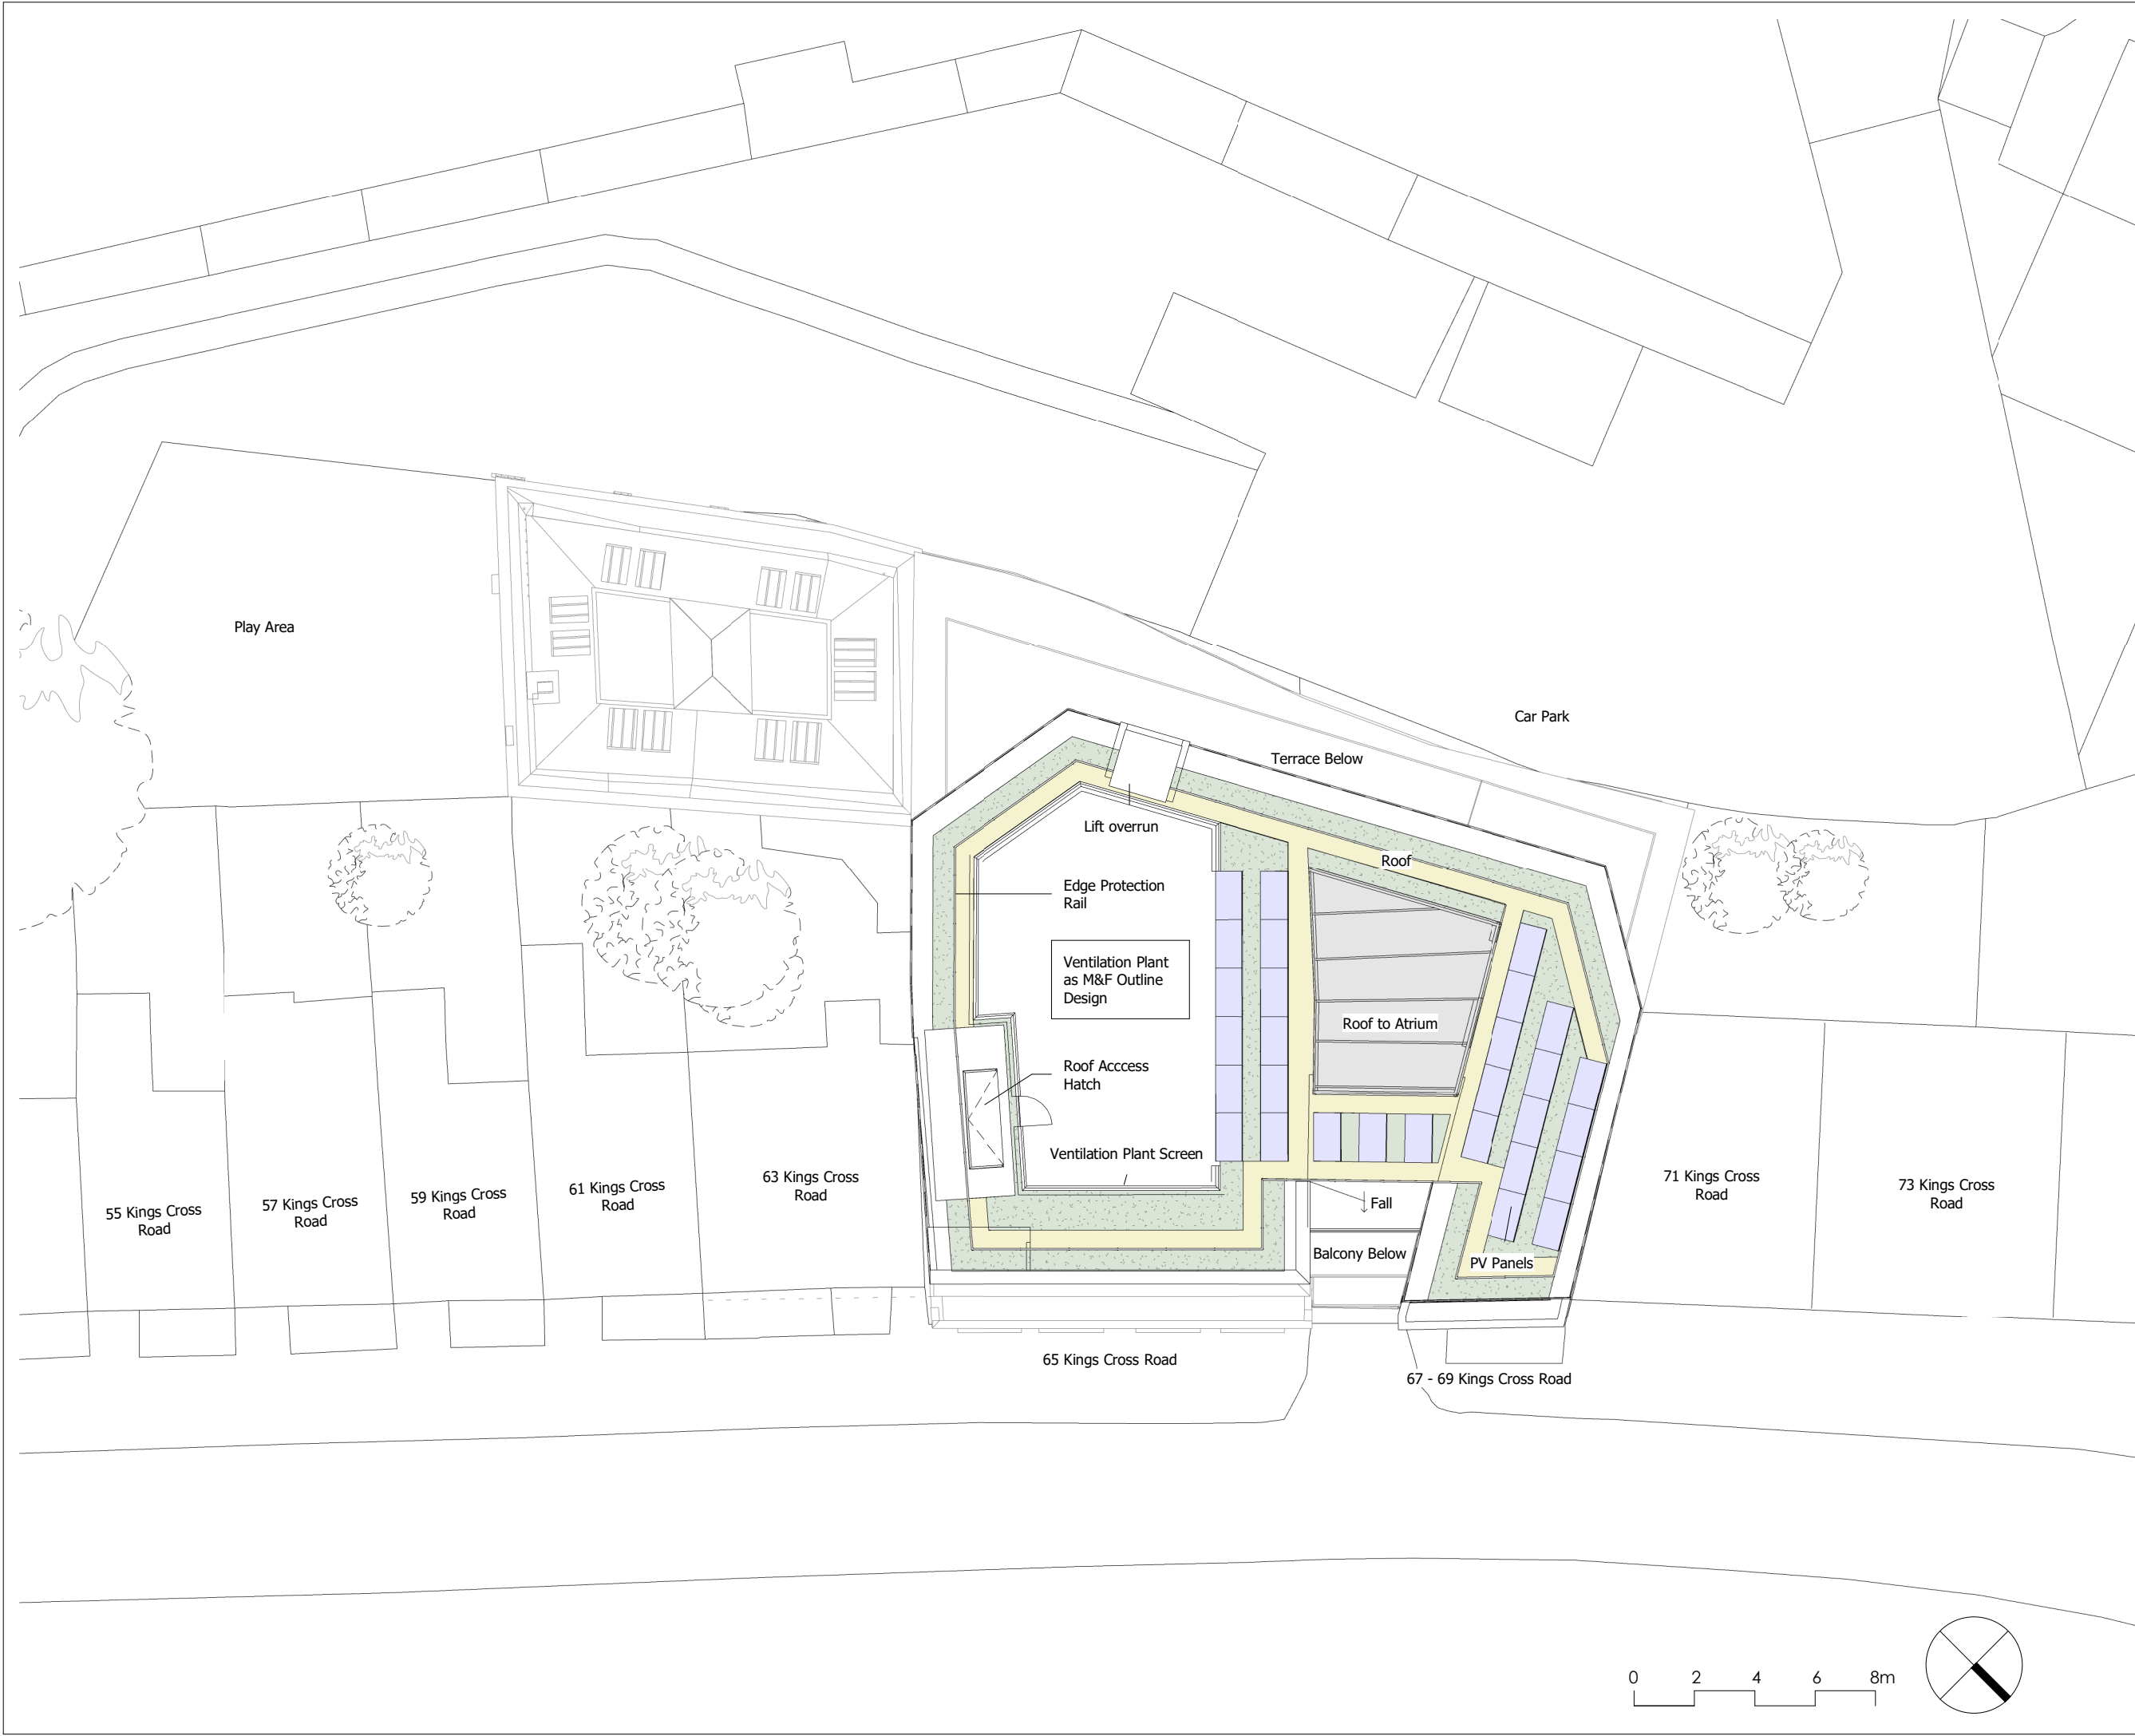 Play Area
Car Park
Terrace Below
Lift overrun
Roof
Edge Protection
Rail
Ventilation Plant
as M&F Outline
Design
Roof to Atrium
Roof Acccess
Hatch
Ventilation Plant Screen
55 Kings Cross
Road
57 Kings Cross
Road
59 Kings Cross
Road
61 Kings Cross
Road
63 Kings Cross
Road
71 Kings Cross
Road
73 Kings Cross
Road
Fall
Balcony Below
PV Panels
65 Kings Cross Road
67 - 69 Kings Cross Road
0 2 4 6 8m